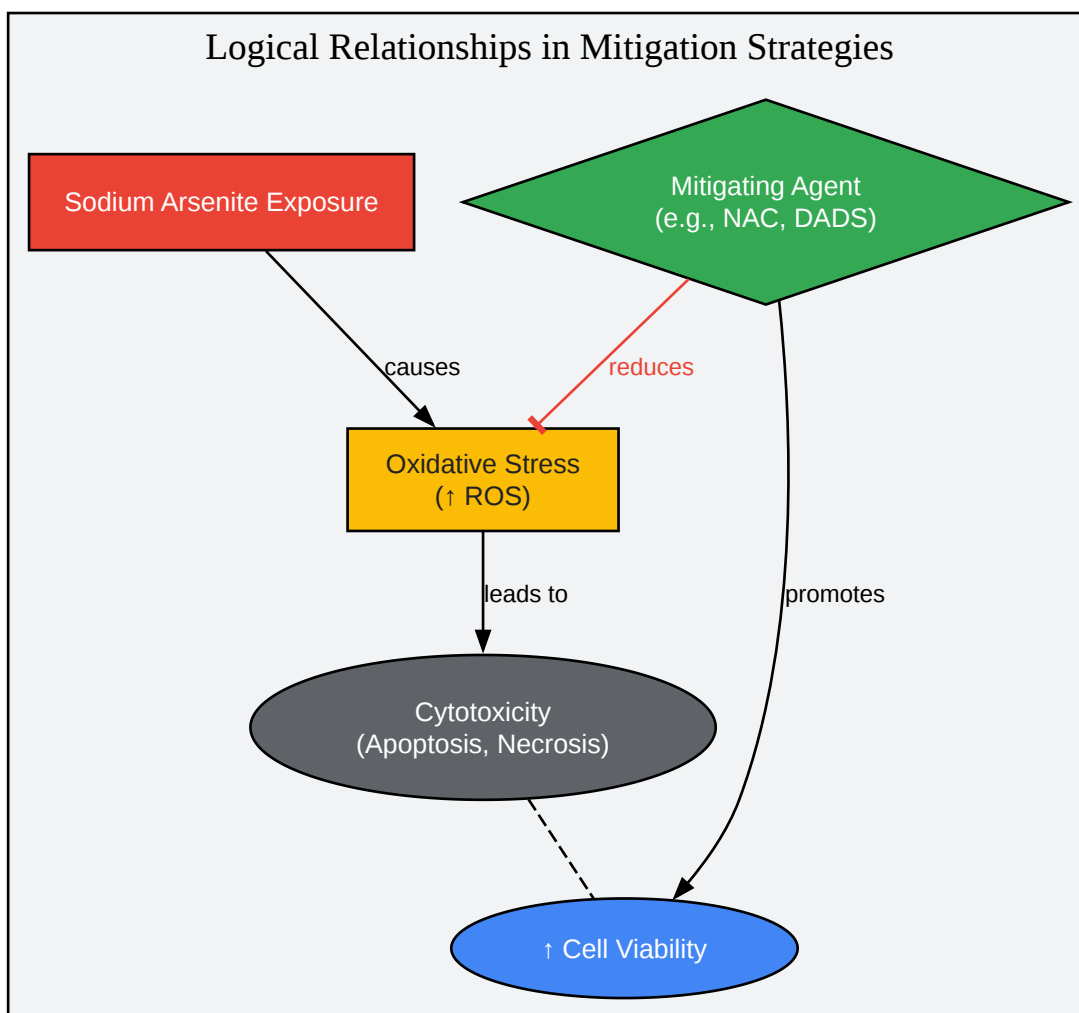 Logical Relationships in Mitigation Strategies
Sodium Arsenite Exposure
Mitigating Agent
(e.g., NAC, DADS)
causes
reduces
Oxidative Stress
(↑ ROS)
leads to
promotes
Cytotoxicity
(Apoptosis, Necrosis)
↑ Cell Viability